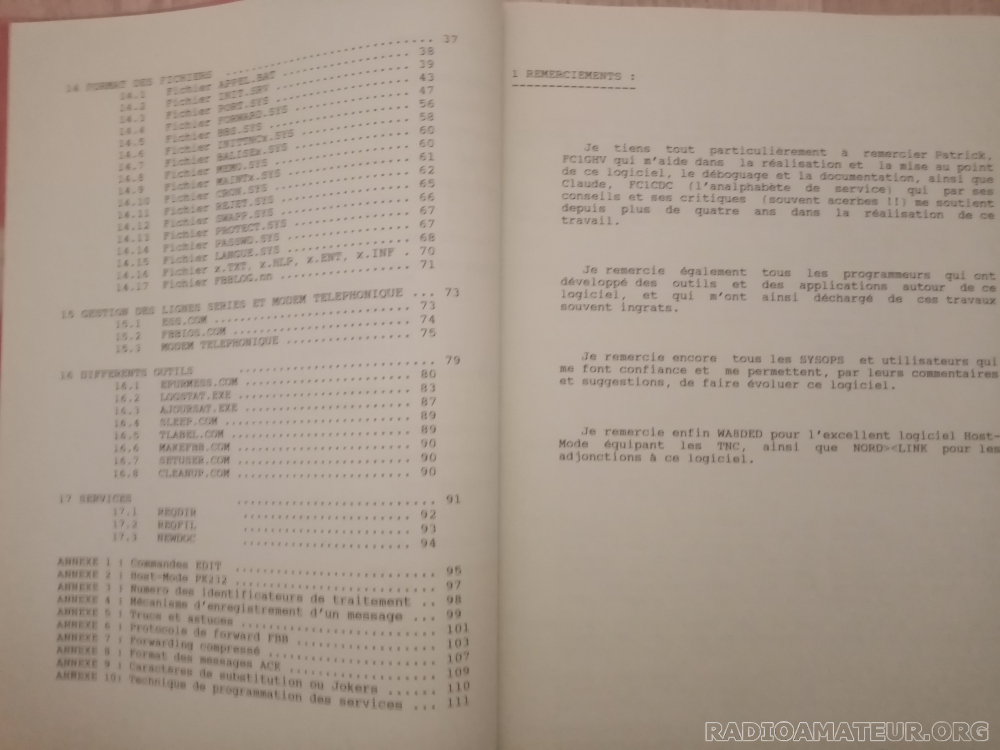 14 FORMAT DES FICHIERS .................... 37
14.1 Fichier APPEL.BAT .................... 38
14.2 Fichier INIT.SRV .................... 39
14.3 Fichier PORT.SYS .................... 43
14.4 Fichier FORWARD.SYS .................... 47
14.5 Fichier BBS.SYS .................... 56
14.6 Fichier INITTNCx.SYS .................... 58
14.7 Fichier BALISEx.SYS .................... 60
14.8 Fichier MEMO.SYS .................... 60
14.9 Fichier MAINTx.SYS .................... 61
14.10 Fichier CRON.SYS .................... 62
14.11 Fichier REJET.SYS .................... 65
14.12 Fichier SWAPP.SYS .................... 66
14.13 Fichier PROTECT.SYS .................... 67
14.14 Fichier PASSWD.SYS .................... 67
14.15 Fichier LANGUE.SYS .................... 68
14.16 Fichier x.TXT, x.HLP, x.ENT, x.INF . 70
14.17 Fichier FBBLOG.nn .................... 71
15 GESTION DES LIGNES SERIES ET MODEM TELEPHONIQUE ... 73
15.1 ESS.COM .................... 73
15.2 FBBIOS.COM .................... 74
15.3 MODEM TELEPHONIQUE .................... 75
16 DIFFERENTS OUTILS .................... 79
16.1 EPURMESS.COM .................... 80
16.2 LOGSTAT.EXE .................... 83
16.3 AJOURSAT.EXE .................... 87
16.4 SLEEP.COM .................... 89
16.5 TLABEL.COM .................... 89
16.6 MAKEFBB.COM .................... 90
16.7 SETUSER.COM .................... 90
16.8 CLEANUP.COM .................... 90
17 SERVICES .................... 91
17.1 REQDIR .................... 92
17.2 REQFIL .................... 93
17.3 NEWDOC .................... 94
ANNEXE 1 : Commandes EDIT .................... 95
ANNEXE 2 : Host-Mode PK232 .................... 97
ANNEXE 3 : Numero des identificateurs de traitement .. 98
ANNEXE 4 : Mécanisme d'enregistrement d'un message ... 99
ANNEXE 5 : Trucs et astuces .................... 101
ANNEXE 6 : Protocole de forward FBB .................... 103
ANNEXE 7 : Forwarding compressé .................... 107
ANNEXE 8 : Format des messages ACK .................... 109
ANNEXE 9 : Caractères de substitution ou Jokers ...... 110
ANNEXE 10: Technique de programmation des services ... 111
1 REMERCIEMENTS :
-----------------
Je tiens tout particulièrement à remercier Patrick,
FC1GHV qui m'aide dans la réalisation et la mise au point
de ce logiciel, le déboguage et la documentation, ainsi que
Claude, FC1CDC (l'analphabète de service) qui par ses
conseils et ses critiques (souvent acerbes !!) me soutient
depuis plus de quatre ans dans la réalisation de ce
travail.
Je remercie également tous les programmeurs qui ont
développé des outils et des applications autour de ce
logiciel, et qui m'ont ainsi déchargé de ces travaux
souvent ingrats.
Je remercie encore tous les SYSOPS et utilisateurs qui
me font confiance et me permettent, par leurs commentaires
et suggestions, de faire évoluer ce logiciel.
Je remercie enfin WA8DED pour l'excellent logiciel Host-
Mode équipant les TNC, ainsi que NORD><LINK pour les
adjonctions à ce logiciel.
RADIOAMATEUR.ORG